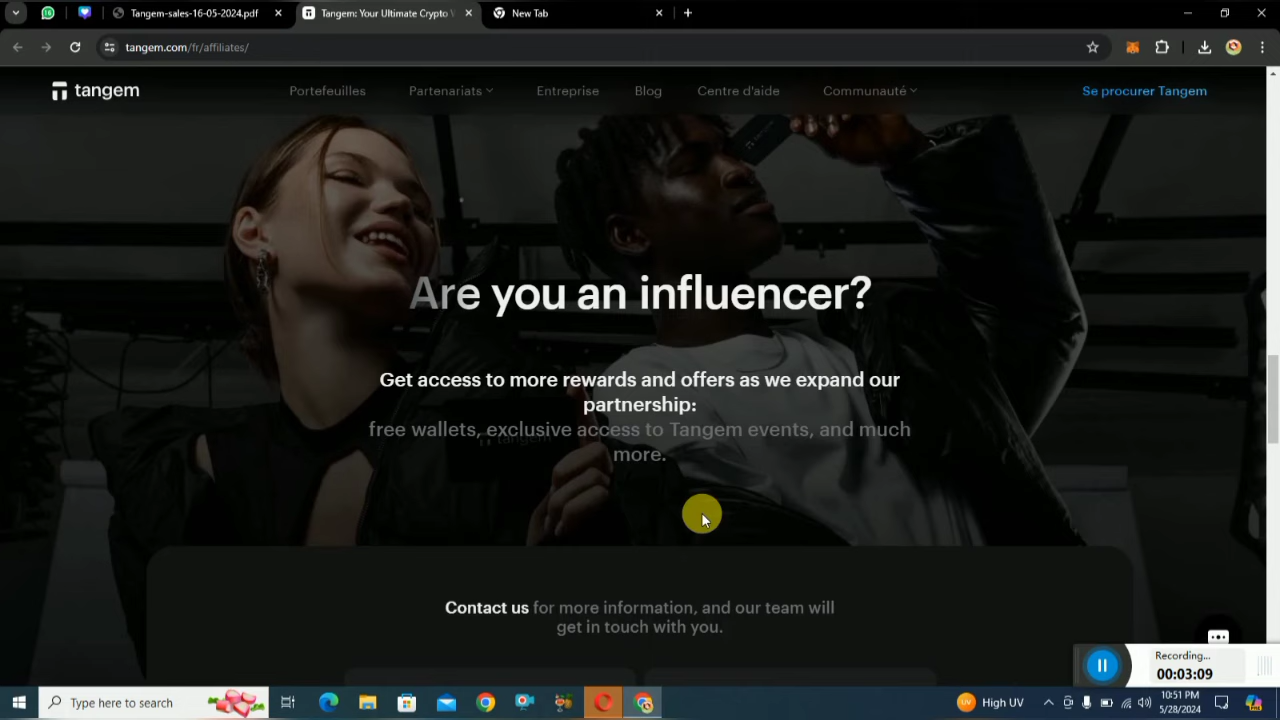 Tangem-sales-16-05-2024.pdf
Tangem: Your Ultimate Crypto
New Tab
tangem.com/fr/affiliates/
tangem
Portefeuilles
Partenariats
Entreprise
Blog
Centre d'aide
Communauté
Se procurer Tangem
Are you an influencer?
Get access to more rewards and offers as we expand our
partnership:
free wallets, exclusive access to Tangem events, and much
more.
Contact us for more information, and our team will
get in touch with you.
Recording...
00:03:09
Type here to search
High UV
10:51 PM
5/28/2024